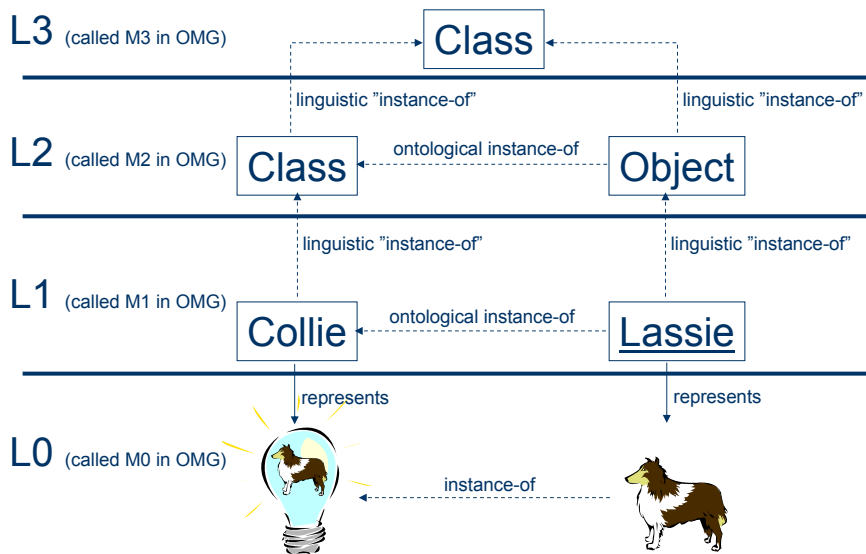 L3 (called M3 in OMG)
Class
linguistic ”instance-of”
linguistic ”instance-of”
L2 (called M2 in OMG)
Class
ontological instance-of
Object
linguistic ”instance-of”
linguistic ”instance-of”
L1 (called M1 in OMG)
Collie
ontological instance-of
Lassie
represents
represents
L0 (called M0 in OMG)
instance-of